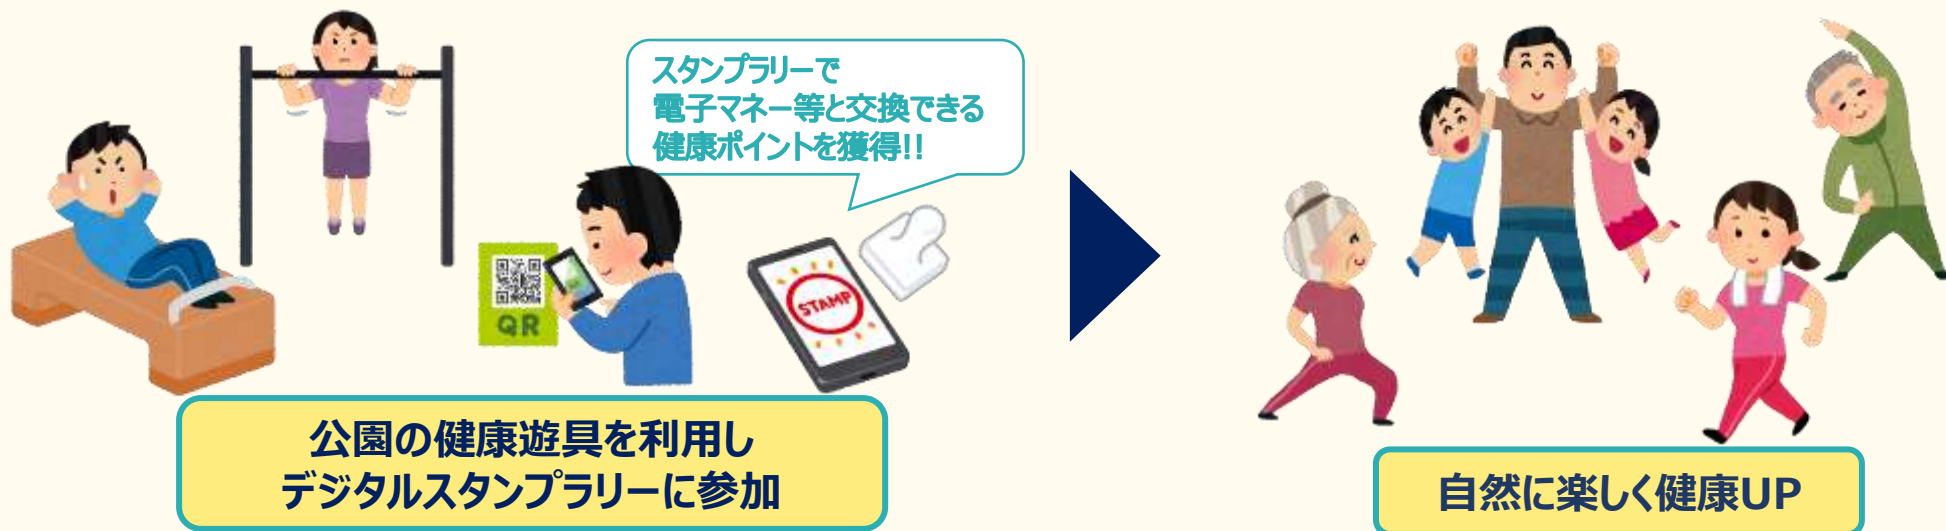 スタンプラリーで
電子マネー等と交換できる
健康ポイントを獲得!!
QR
STAMP
公園の健康遊具を利用し
デジタルスタンプラリーに参加
自然に楽しく健康UP